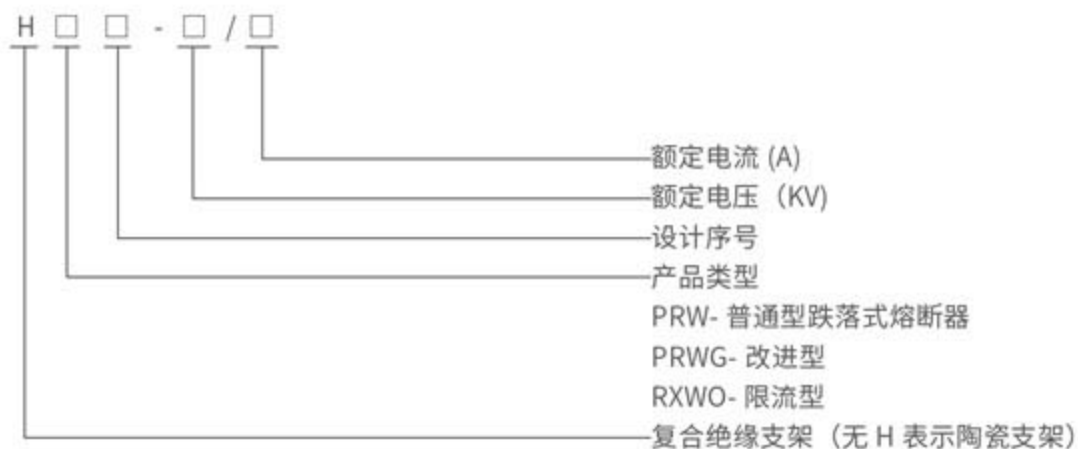 H □ □ - □ / □
额定电流 (A)
额定电压（KV)
设计序号
产品类型
PRW- 普通型跌落式熔断器
PRWG- 改进型
RXWO- 限流型
复合绝缘支架（无 H 表示陶瓷支架）